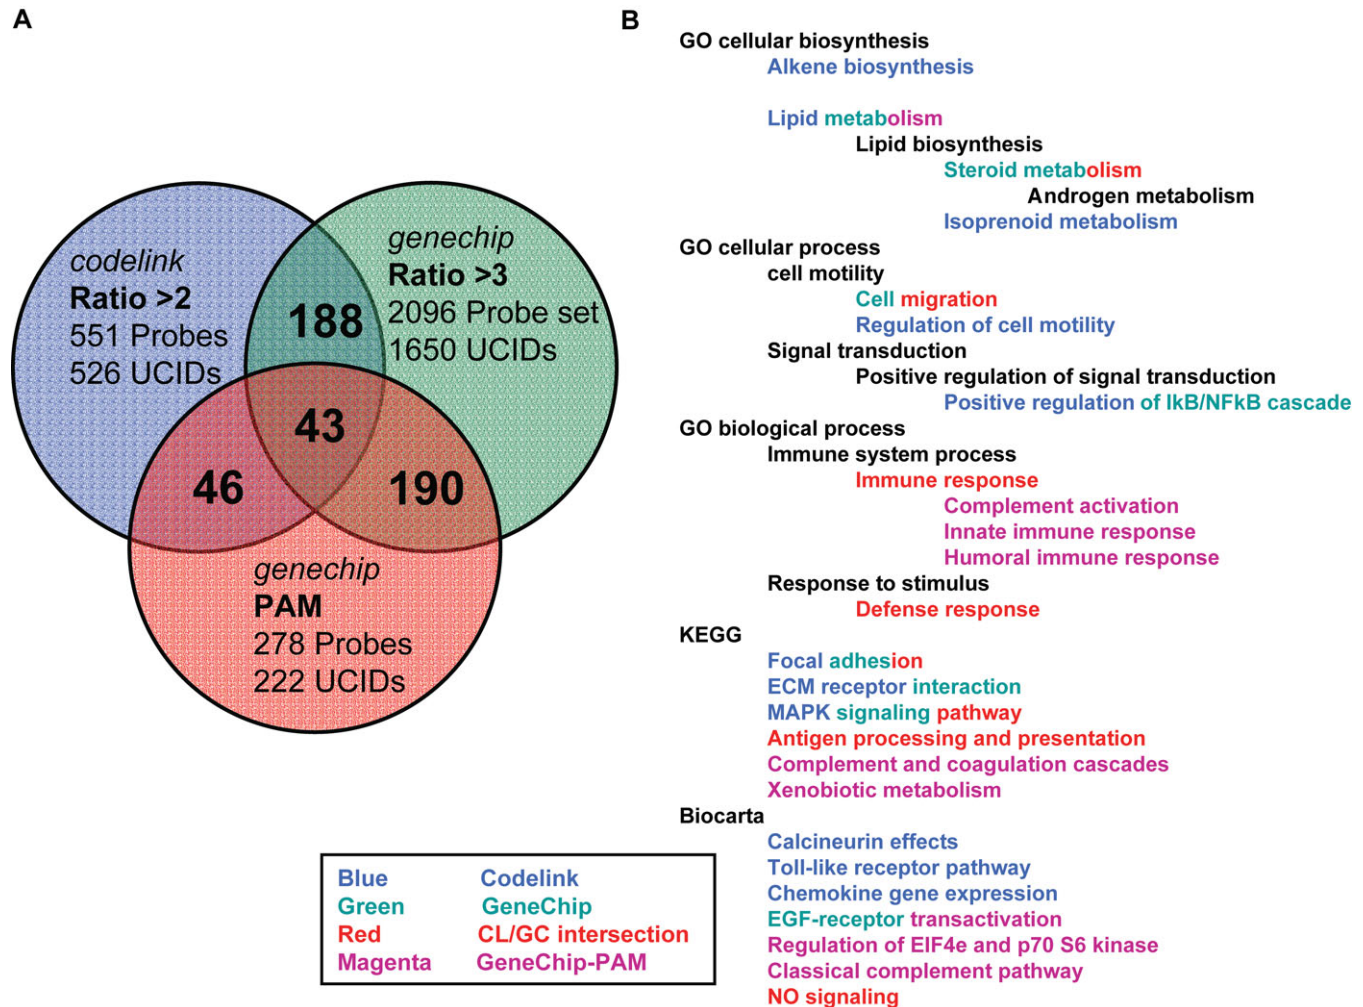 A
codelink
Ratio >2
551 Probes
526 UCIDs
genechip
Ratio >3
2096 Probe set
1650 UCIDs
188
43
46
190
genechip
PAM
278 Probes
222 UCIDs
Blue Codelink
Green GeneChip
Red CL/GC intersection
Magenta GeneChip-PAM
B
GO cellular biosynthesis
Alkene biosynthesis
Lipid metabolism
Lipid biosynthesis
Steroid metabolism
Androgen metabolism
Isoprenoid metabolism
GO cellular process
cell motility
Cell migration
Regulation of cell motility
Signal transduction
Positive regulation of signal transduction
Positive regulation of IkB/NFkB cascade
GO biological process
Immune system process
Immune response
Complement activation
Innate immune response
Humoral immune response
Response to stimulus
Defense response
KEGG
Focal adhesion
ECM receptor interaction
MAPK signaling pathway
Antigen processing and presentation
Complement and coagulation cascades
Xenobiotic metabolism
Biocarta
Calcineurin effects
Toll-like receptor pathway
Chemokine gene expression
EGF-receptor transactivation
Regulation of EIF4e and p70 S6 kinase
Classical complement pathway
NO signaling